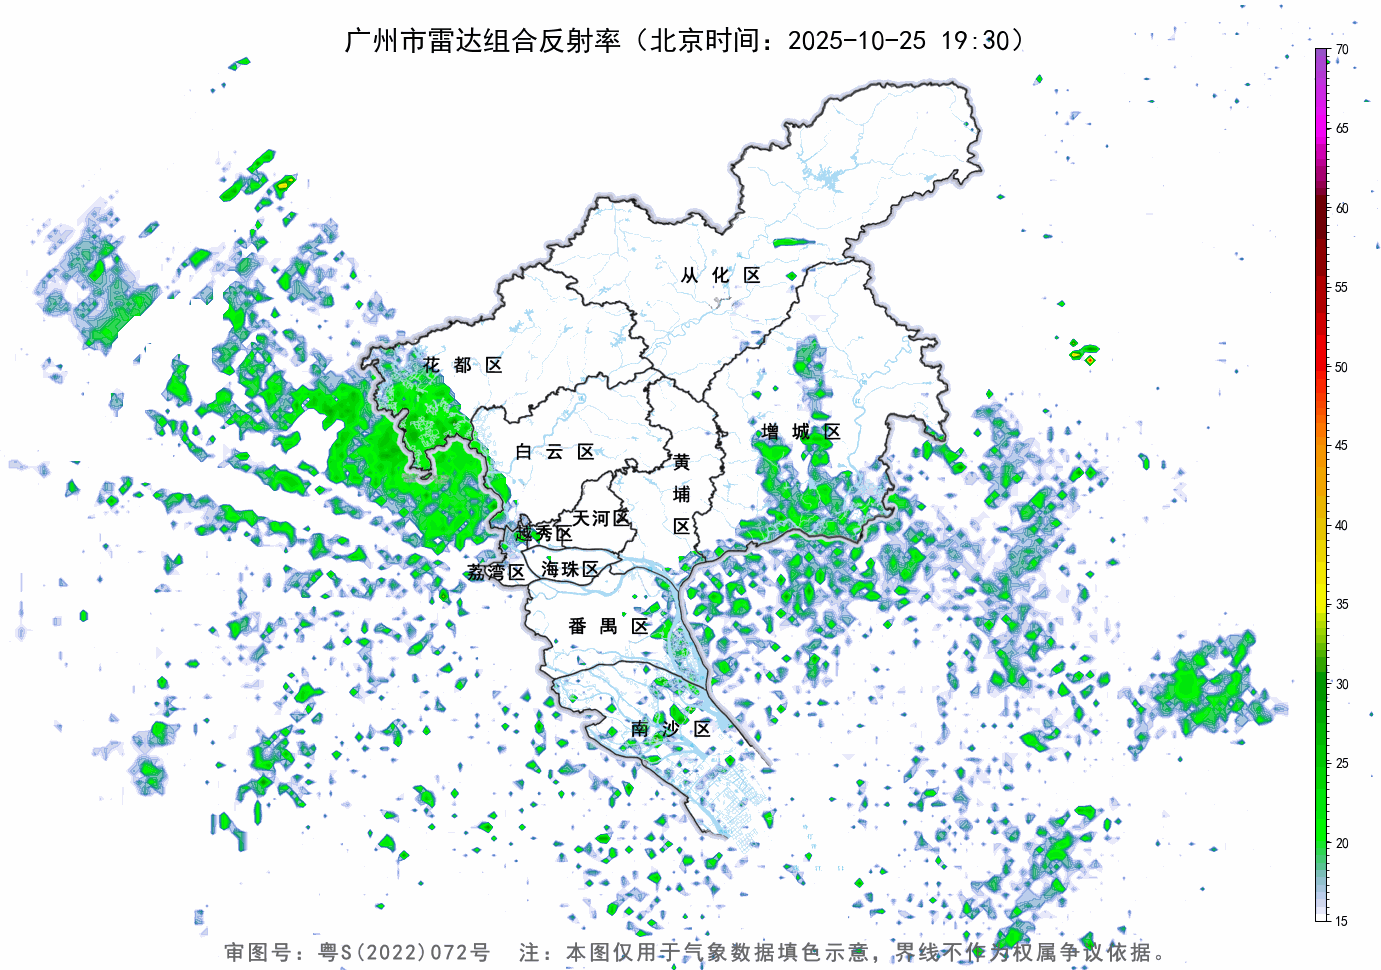 广州市雷达组合反射率（北京时间：2025-10-25 19:30）
70
65
60
55
50
45
40
35
30
25
20
15
从化区
花都区
增城区
白云区
黄埔区
天河区
越秀区
荔湾区
海珠区
番禺区
南沙区
审图号：粤S(2022)072号 注：本图仅用于气象数据填色示意，界线不作为权属争议依据。